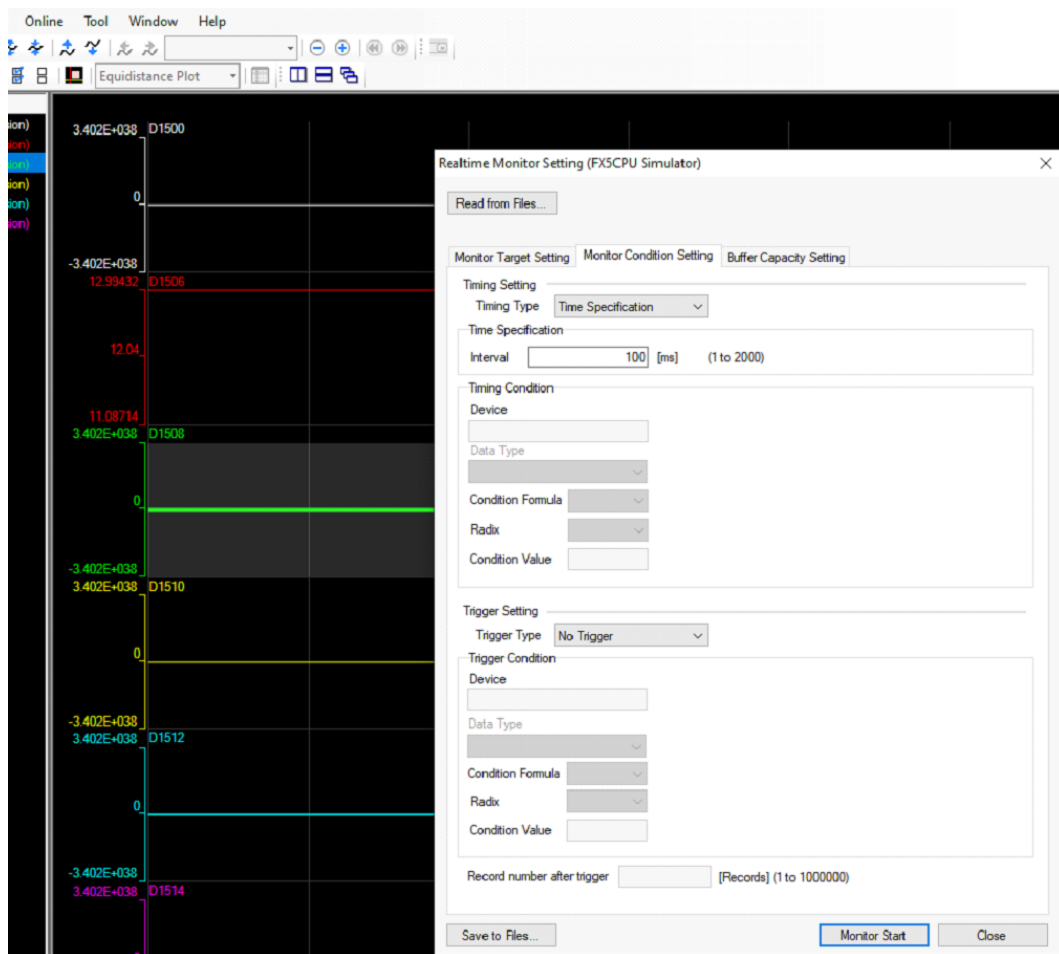 Online Tool Window Help
Equidistance Plot
ion)
ion)
ion)
ion)
ion)
ion)
3.402E+038 D1500
0
-3.402E+038
12.99432 D1506
12.04
11.08714
3.402E+038 D1508
0
-3.402E+038
3.402E+038 D1510
0
-3.402E+038
3.402E+038 D1512
0
-3.402E+038
3.402E+038 D1514
Realtime Monitor Setting (FX5CPU Simulator)
Read from Files...
Monitor Target Setting Monitor Condition Setting Buffer Capacity Setting
Timing Setting
Timing Type Time Specification
Time Specification
Interval 100 [ms] (1 to 2000)
Timing Condition
Device
Data Type
Condition Formula
Radix
Condition Value
Trigger Setting
Trigger Type No Trigger
Trigger Condition
Device
Data Type
Condition Formula
Radix
Condition Value
Record number after trigger [Records] (1 to 1000000)
Save to Files... Monitor Start Close